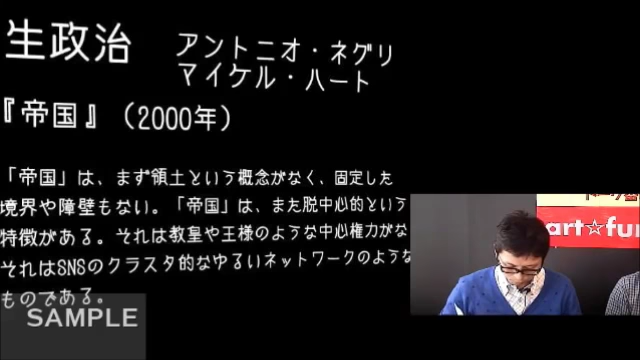 生政治
アントニオ・ネグリ
マイケル・ハート
『帝国』（2000年）
「帝国」は、まず領土という概念がなく、固定した
境界や障壁もない。「帝国」は、また脱中心的という
特徴がある。それは教皇や王様のような中心権力がな
それはSNSのクラスタ的なゆるいネットワークのような
ものである。
SAMPLE
art☆fu